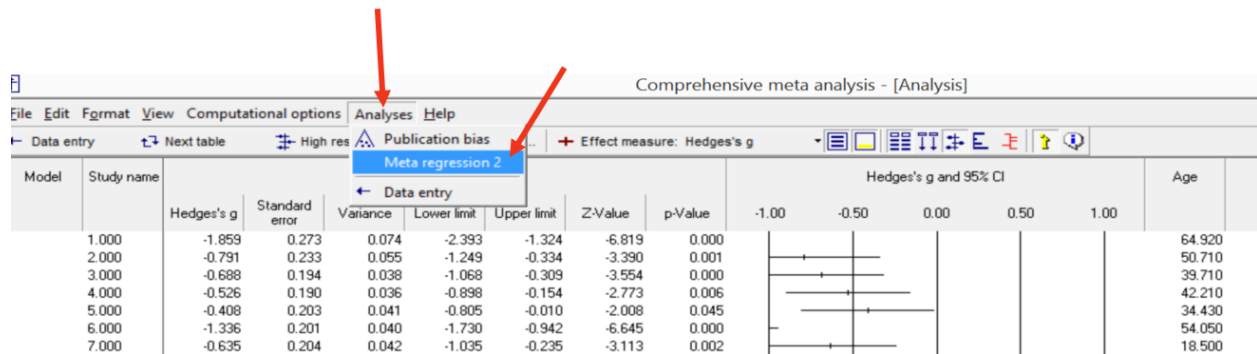 Comprehensive meta analysis - [Analysis]
File Edit Format View Computational options Analyses Help
Data entry Next table High res Publication bias Effect measure: Hedges's g
Meta regression 2
Data entry
Model Study name Hedges's g and 95% CI Age
Hedges's g Standard error Variance Lower limit Upper limit Z-Value p-Value -1.00 -0.50 0.00 0.50 1.00
1.000 -1.859 0.273 0.074 -2.393 -1.324 -6.819 0.000 64.920
2.000 -0.791 0.233 0.055 -1.249 -0.334 -3.390 0.001 50.710
3.000 -0.688 0.194 0.038 -1.068 -0.309 -3.554 0.000 39.710
4.000 -0.526 0.190 0.036 -0.898 -0.154 -2.773 0.006 42.210
5.000 -0.408 0.203 0.041 -0.805 -0.010 -2.008 0.045 34.430
6.000 -1.336 0.201 0.040 -1.730 -0.942 -6.645 0.000 54.050
7.000 -0.635 0.204 0.042 -1.035 -0.235 -3.113 0.002 18.500